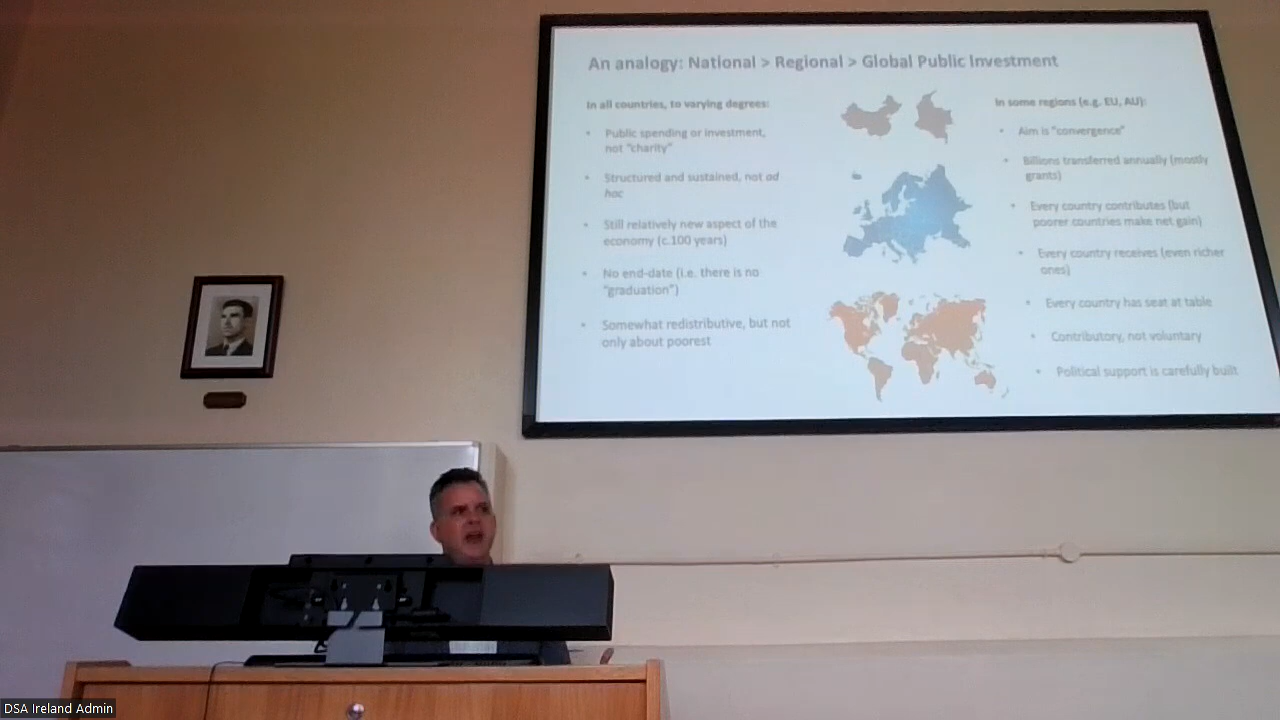 An analogy: National > Regional > Global Public Investment
In all countries, to varying degrees:
• Public spending or investment,
not "charity"
• Structured and sustained, not ad
hoc
• Still relatively new aspect of the
economy (c.100 years)
• No end-date (i.e. there is no
"graduation")
• Somewhat redistributive, but not
only about poorest
In some regions (e.g. EU, AU):
• Aim is "convergence"
• Billions transferred annually (mostly
grants)
• Every country contributes (but
poorer countries make net gain)
• Every country receives (even richer
ones)
• Every country has seat at table
• Contributory, not voluntary
• Political support is carefully built
DSA Ireland Admin